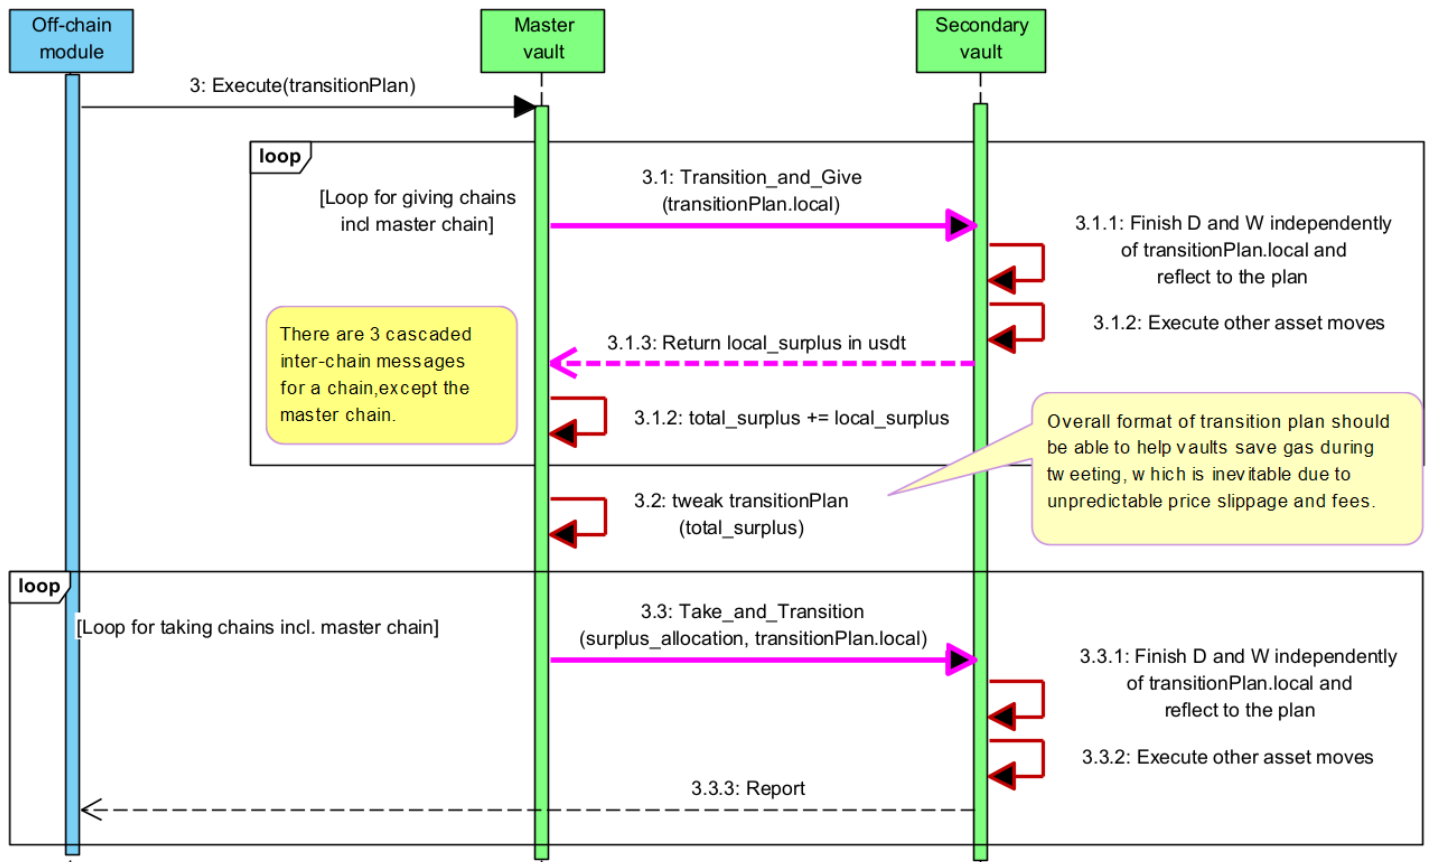 Off-chain
module
Master
vault
Secondary
vault
3: Execute(transitionPlan)
loop
[Loop for giving chains
incl master chain]
3.1: Transition_and_Give
(transitionPlan.local)
3.1.1: Finish D and W independently
of transitionPlan.local and
reflect to the plan
3.1.2: Execute other asset moves
There are 3 cascaded
inter-chain messages
for a chain,except the
master chain.
3.1.3: Return local_surplus in usdt
3.1.2: total_surplus += local_surplus
Overall format of transition plan should
be able to help vaults save gas during
tweeting, which is inevitable due to
unpredictable price slippage and fees.
3.2: tweak transitionPlan
(total_surplus)
loop
[Loop for taking chains incl. master chain]
3.3: Take_and_Transition
(surplus_allocation, transitionPlan.local)
3.3.1: Finish D and W independently
of transitionPlan.local and
reflect to the plan
3.3.2: Execute other asset moves
3.3.3: Report